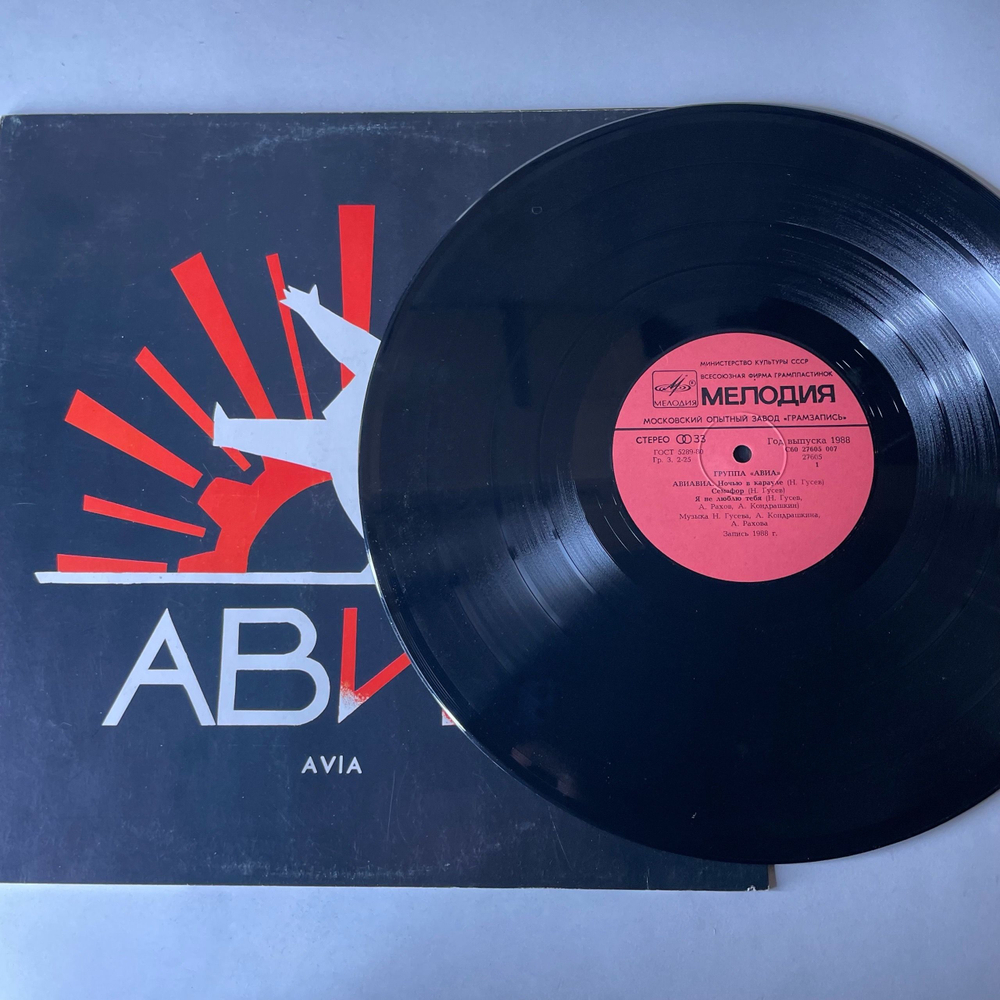 АВИ
AVIA
МИНИСТЕРСТВО КУЛЬТУРЫ СССР
ВСЕСОЮЗНАЯ ФИРМА ГРАМПЛАСТИНОК
МЕЛОДИЯ
МЕЛОДИЯ
МОСКОВСКИЙ ОПЫТНЫЙ ЗАВОД «ГРАМЗАПИСЬ»
СТЕРЕО 33
Год выпуска 1988
ГОСТ 5289-80
С60 27605 007
Гр. 3. 2-25
27605
1
ГРУППА «АВИА»
АВИАВИА: Ночью в карауле (Н. Гусев)
Семафор (Н. Гусев)
Я не люблю тебя (Н. Гусев,
А. Рахов, А. Кондрашкин)
Музыка Н. Гусева, А. Кондрашкина,
А. Рахова
Запись 1988 г.